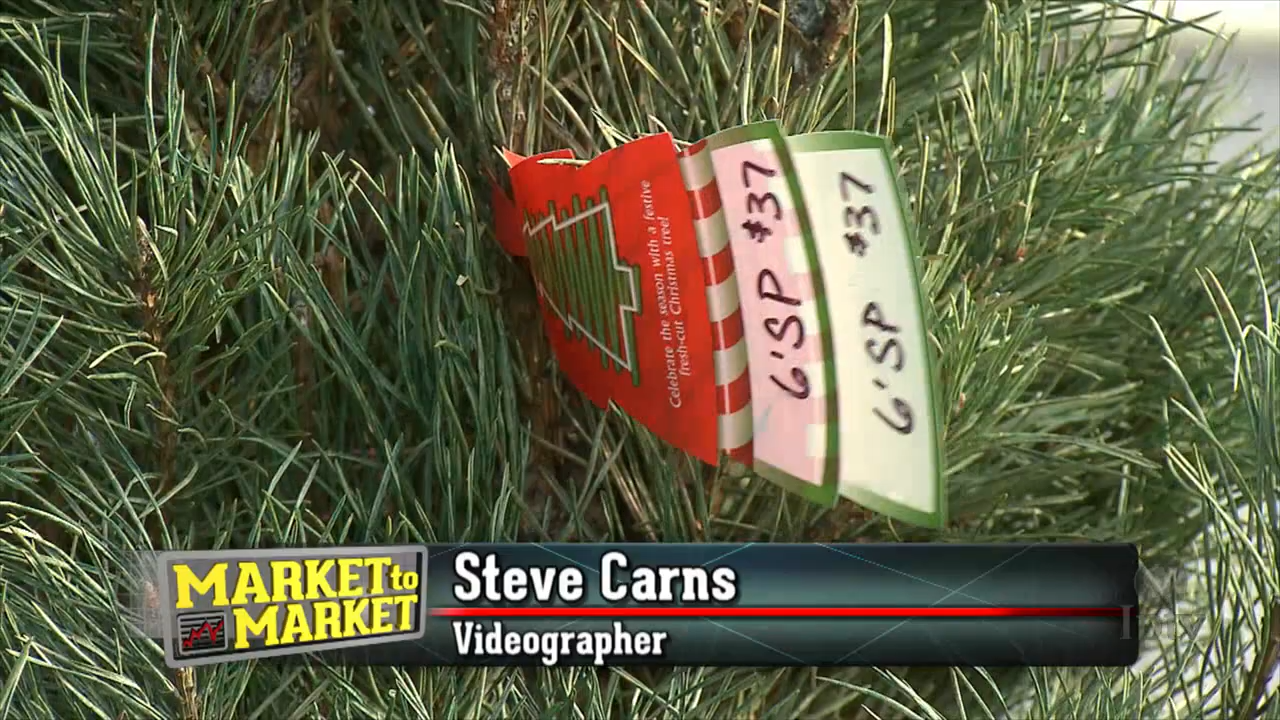 Celebrate the season with a festive
fresh-cut Christmas tree!
6'SP $37
6'SP $37
MARKET to
MARKET
Steve Carns
Videographer